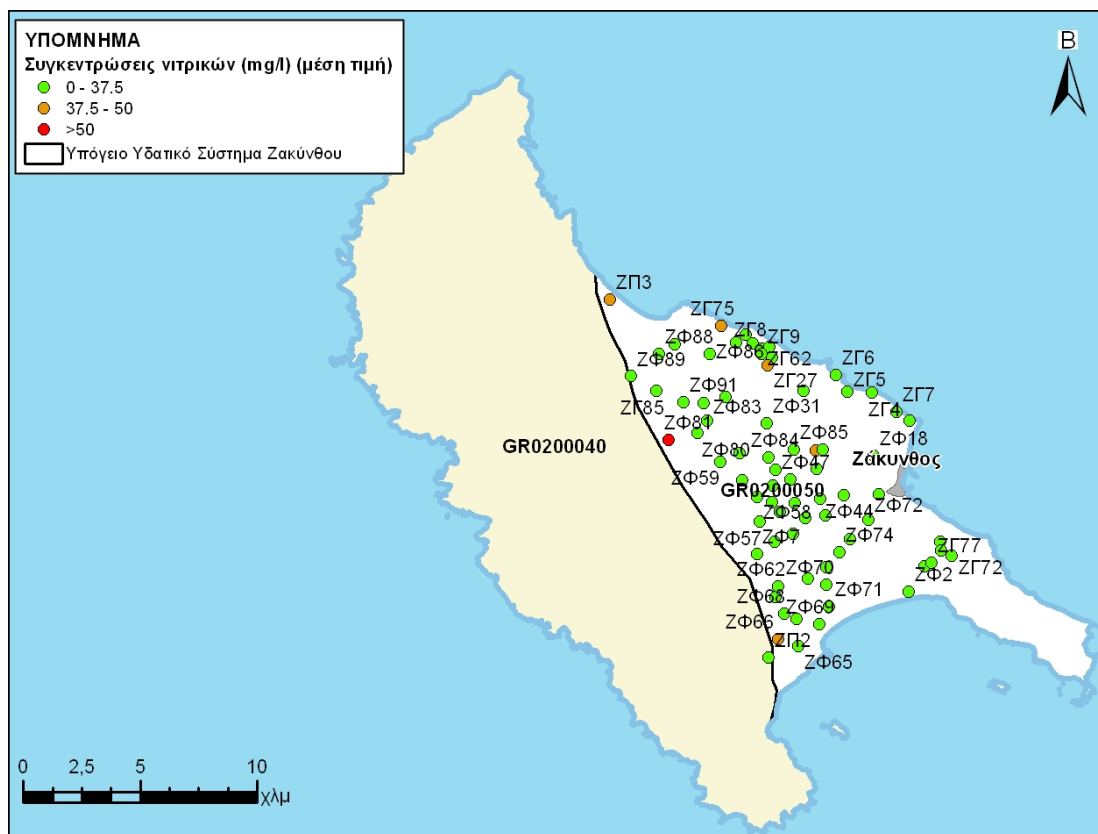 ΥΠΟΜΝΗΜΑ
Συγκεντρώσεις νιτρικών (mg/l) (μέση τιμή)
0 - 37.5
37.5 - 50
>50
Υπόγειο Υδατικό Σύστημα Ζακύνθου
Β
ΖΠ3
ΖΓ75
ΖΓ8
ΖΦ88
ΖΓ9
ΖΦ86
ΖΦ89
ΖΓ62
ΖΓ6
ΖΦ91
ΖΓ27
ΖΓ5
ΖΓ7
ΖΓ85
ΖΦ83
ΖΦ31
ΖΓ4
ΖΦ81
ΖΦ18
GR0200040
ΖΦ80
ΖΦ84
ΖΦ85
Ζάκυνθος
ΖΦ59
ΖΦ47
GR0200050
ΖΦ72
ΖΦ58
ΖΦ44
ΖΦ57
ΖΦ7
ΖΦ74
ΖΓ77
ΖΦ62
ΖΦ70
ΖΦ2
ΖΓ72
ΖΦ68
ΖΦ71
ΖΦ66
ΖΦ69
ΖΠ2
ΖΦ65
0 2,5 5 10
χλμ